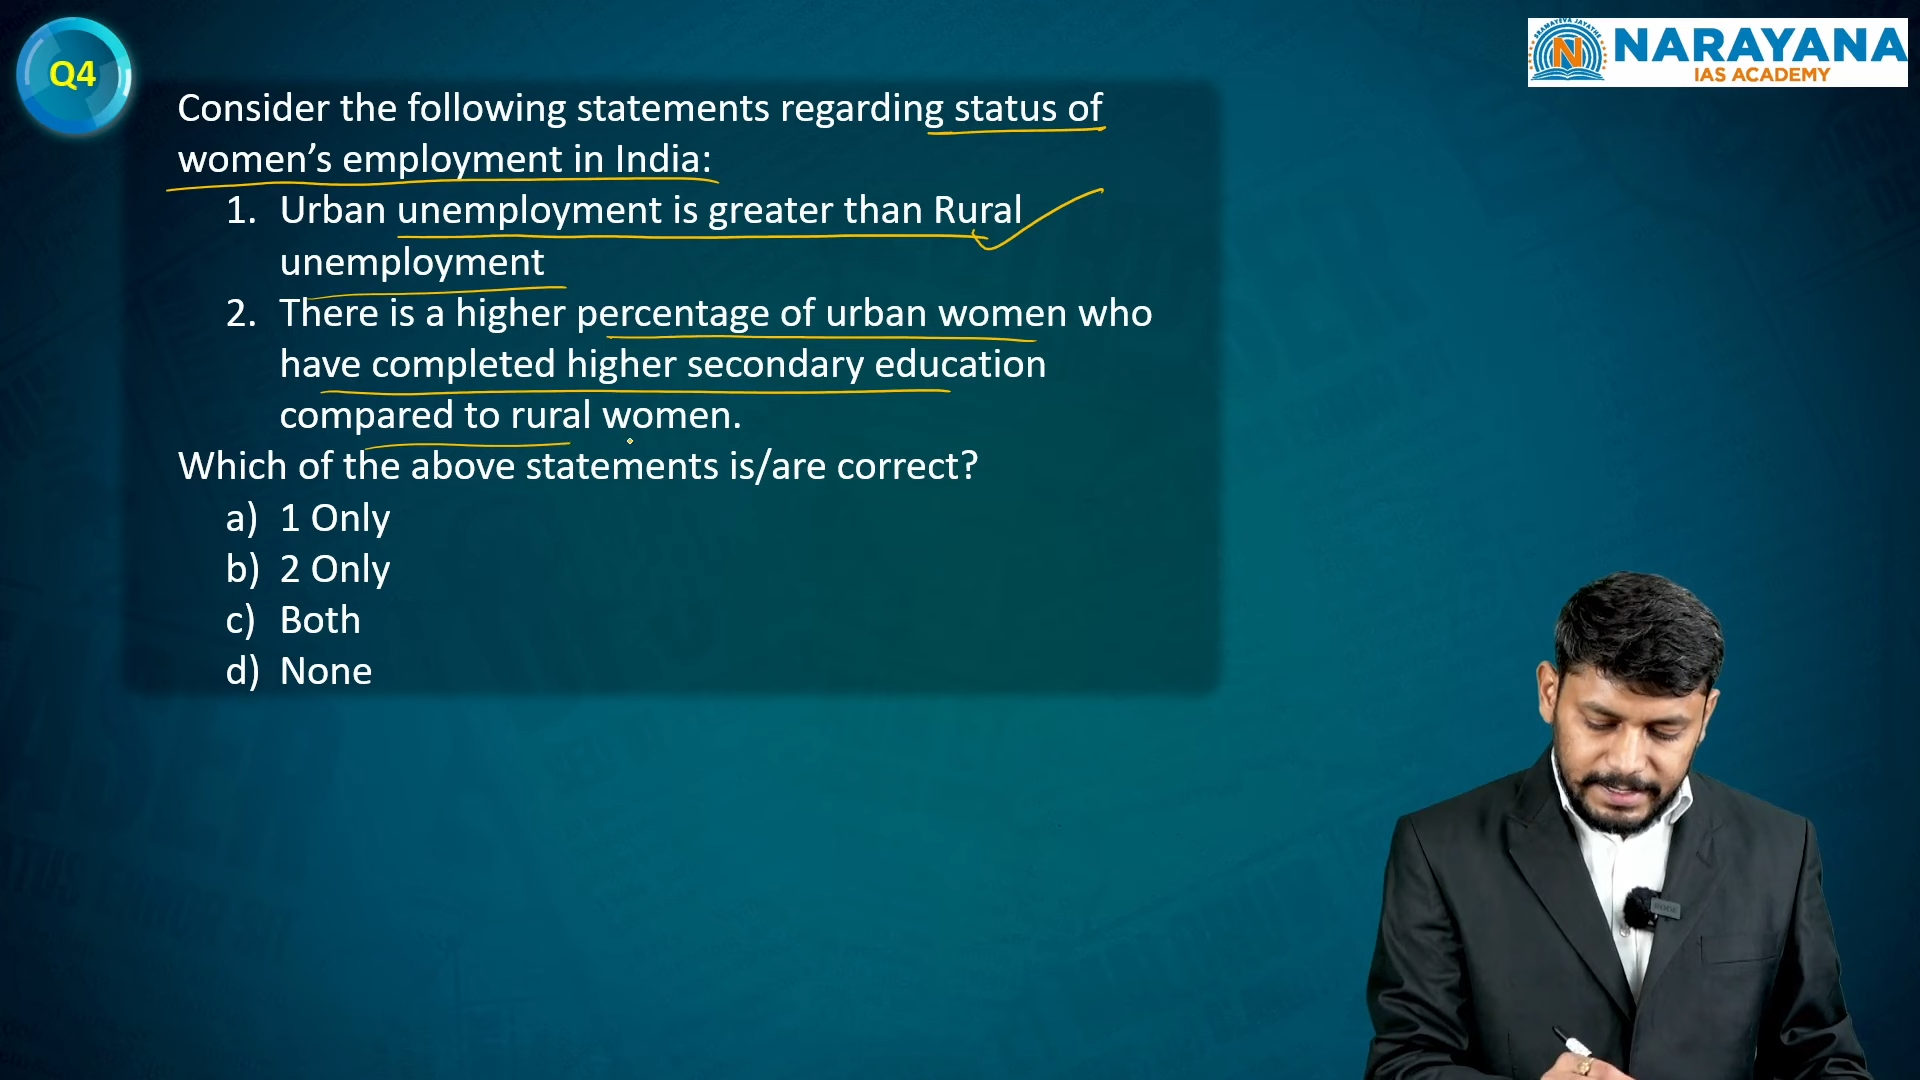 Q4
NARAYANA
IAS ACADEMY
Consider the following statements regarding status of
women’s employment in India:
1. Urban unemployment is greater than Rural
unemployment
2. There is a higher percentage of urban women who
have completed higher secondary education
compared to rural women.
Which of the above statements is/are correct?
a) 1 Only
b) 2 Only
c) Both
d) None
RODE